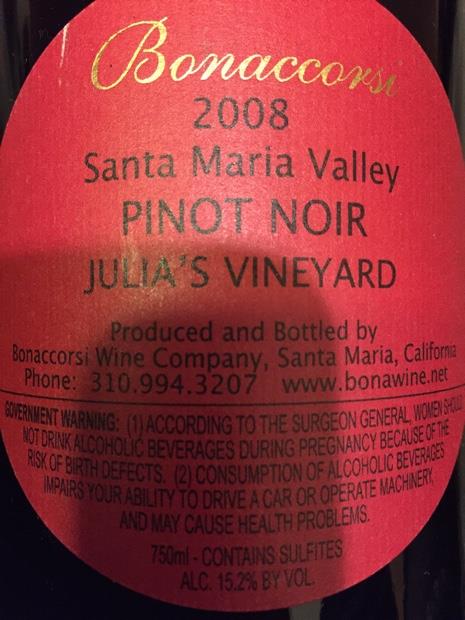 Bonaccorsi
2008
Santa Maria Valley
PINOT NOIR
JULIA'S VINEYARD
Produced and Bottled by
Bonaccorsi Wine Company, Santa Maria, California
Phone: 310.994.3207 www.bonawine.net
GOVERNMENT WARNING: (1) ACCORDING TO THE SURGEON GENERAL, WOMEN SHOULD
NOT DRINK ALCOHOLIC BEVERAGES DURING PREGNANCY BECAUSE OF THE
RISK OF BIRTH DEFECTS. (2) CONSUMPTION OF ALCOHOLIC BEVERAGES
IMPAIRS YOUR ABILITY TO DRIVE A CAR OR OPERATE MACHINERY,
AND MAY CAUSE HEALTH PROBLEMS.
750ml - CONTAINS SULFITES
ALC. 15.2% BY VOL.